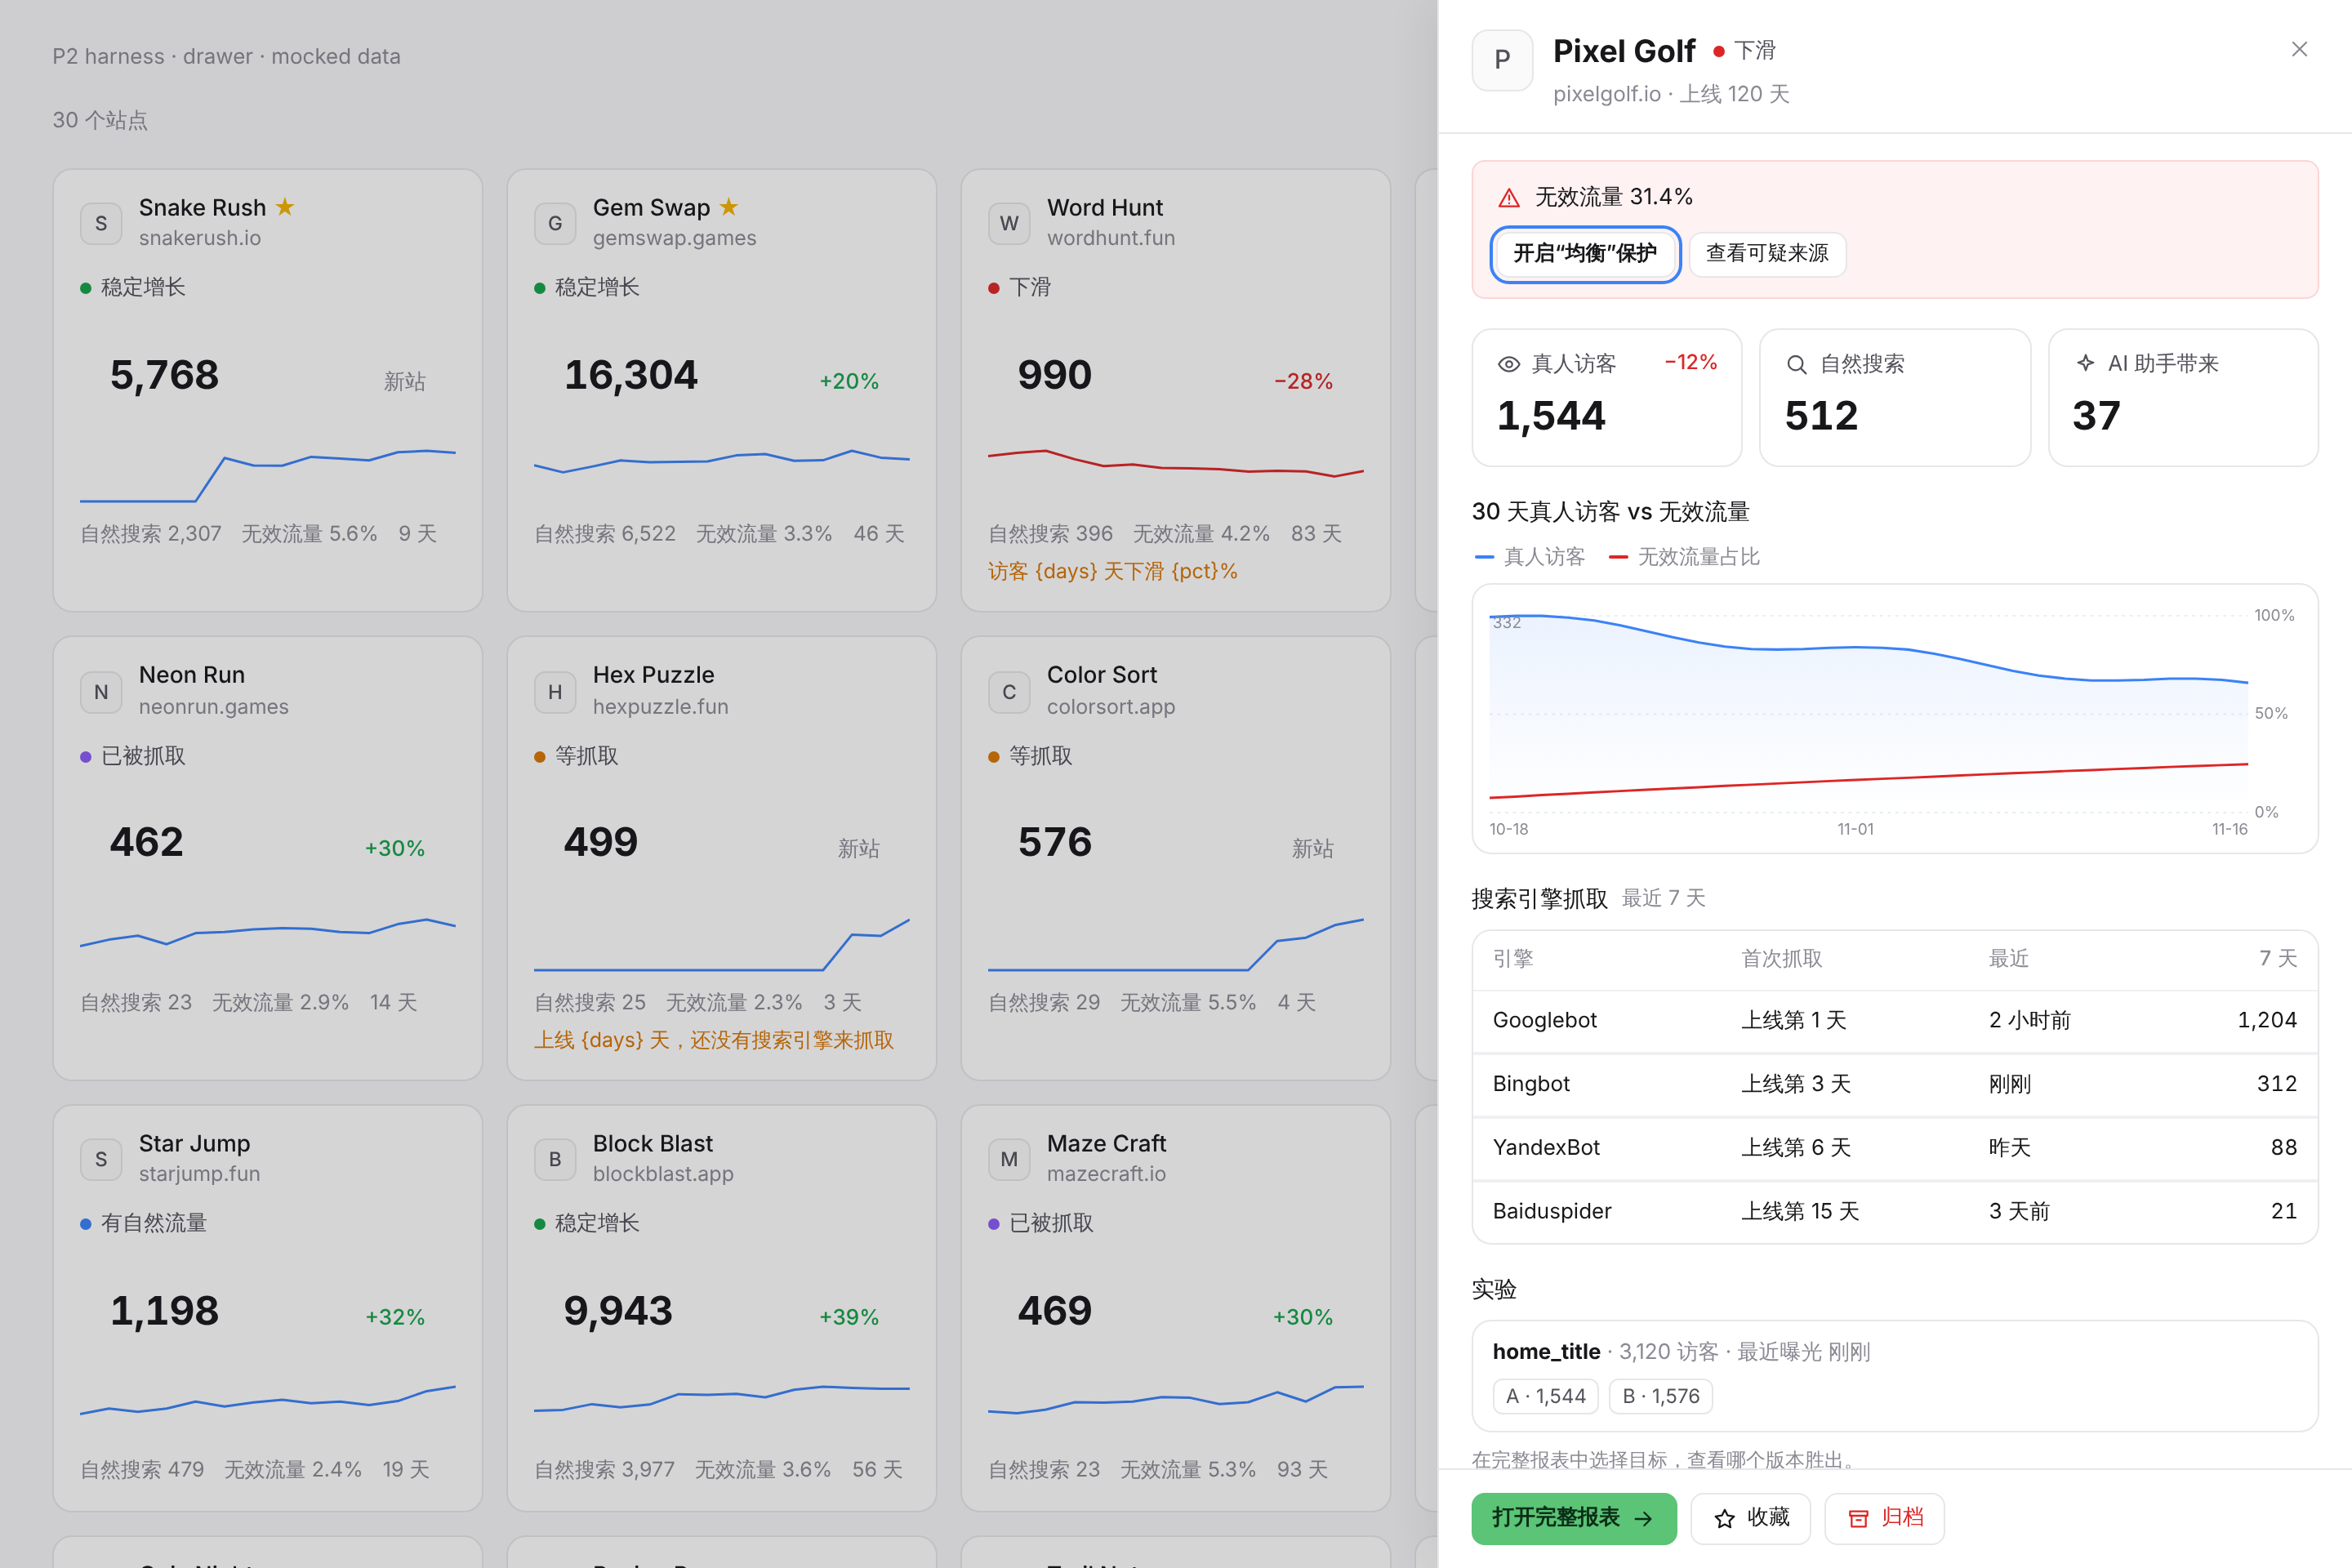 P2 harness · drawer · mocked data
30 个站点
S
Snake Rush ★
snakerush.io
稳定增长
5,768
新站
自然搜索 2,307 无效流量 5.6% 9 天
G
Gem Swap ★
gemswap.games
稳定增长
16,304
+20%
自然搜索 6,522 无效流量 3.3% 46 天
W
Word Hunt
wordhunt.fun
下滑
990
−28%
自然搜索 396 无效流量 4.2% 83 天
访客 {days} 天下滑 {pct}%
N
Neon Run
neonrun.games
已被抓取
462
+30%
自然搜索 23 无效流量 2.9% 14 天
H
Hex Puzzle
hexpuzzle.fun
等抓取
499
新站
自然搜索 25 无效流量 2.3% 3 天
上线 {days} 天，还没有搜索引擎来抓取
C
Color Sort
colorsort.app
等抓取
576
新站
自然搜索 29 无效流量 5.5% 4 天
S
Star Jump
starjump.fun
有自然流量
1,198
+32%
自然搜索 479 无效流量 2.4% 19 天
B
Block Blast
blockblast.app
稳定增长
9,943
+39%
自然搜索 3,977 无效流量 3.6% 56 天
M
Maze Craft
mazecraft.io
已被抓取
469
+30%
自然搜索 23 无效流量 5.3% 93 天
P
Pixel Golf 下滑
pixelgolf.io · 上线 120 天
无效流量 31.4%
开启“均衡”保护 查看可疑来源
真人访客 −12%
1,544
自然搜索
512
AI 助手带来
37
30 天真人访客 vs 无效流量
真人访客 无效流量占比
332
100%
50%
0%
10-18 11-01 11-16
搜索引擎抓取 最近 7 天
引擎 首次抓取 最近 7 天
Googlebot 上线第 1 天 2 小时前 1,204
Bingbot 上线第 3 天 刚刚 312
YandexBot 上线第 6 天 昨天 88
Baiduspider 上线第 15 天 3 天前 21
实验
home_title · 3,120 访客 · 最近曝光 刚刚
A · 1,544 B · 1,576
在完整报表中选择目标，查看哪个版本胜出。
打开完整报表 → 收藏 归档